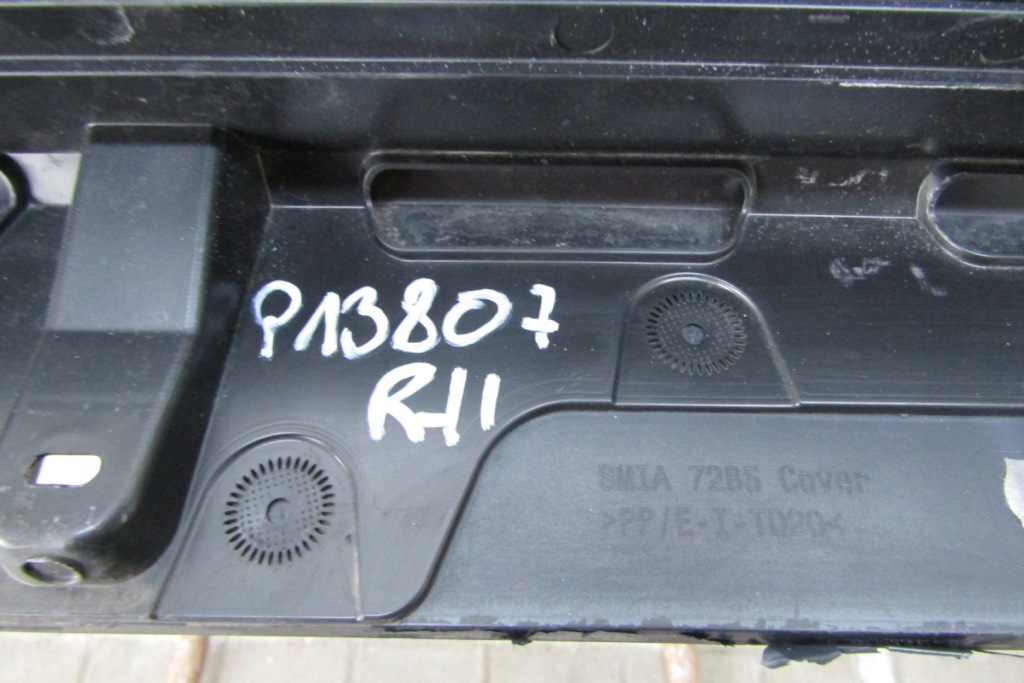 P13807
RH
SMIA 7285 Cover
>PP/E-I TD20<